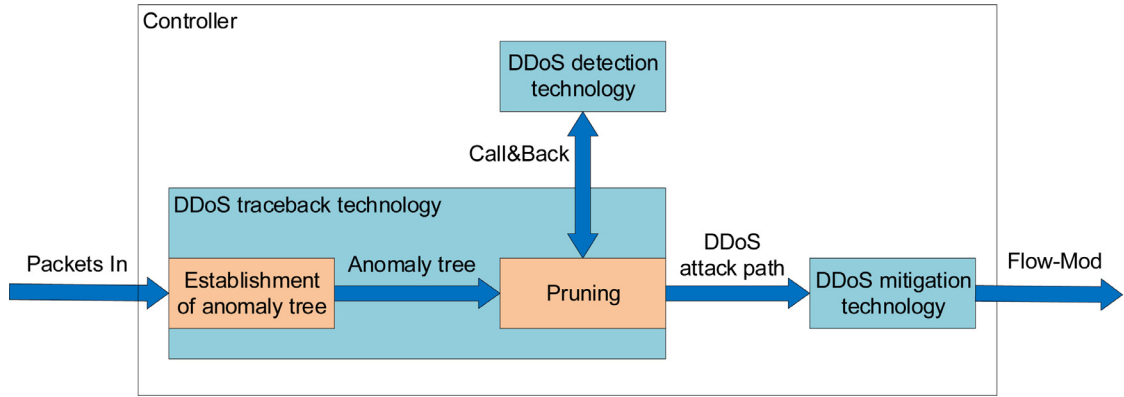 Controller
DDoS detection
technology
Call&Back
DDoS traceback technology
Packets In
Establishment
of anomaly tree
Anomaly tree
Pruning
DDoS
attack path
DDoS mitigation
technology
Flow-Mod